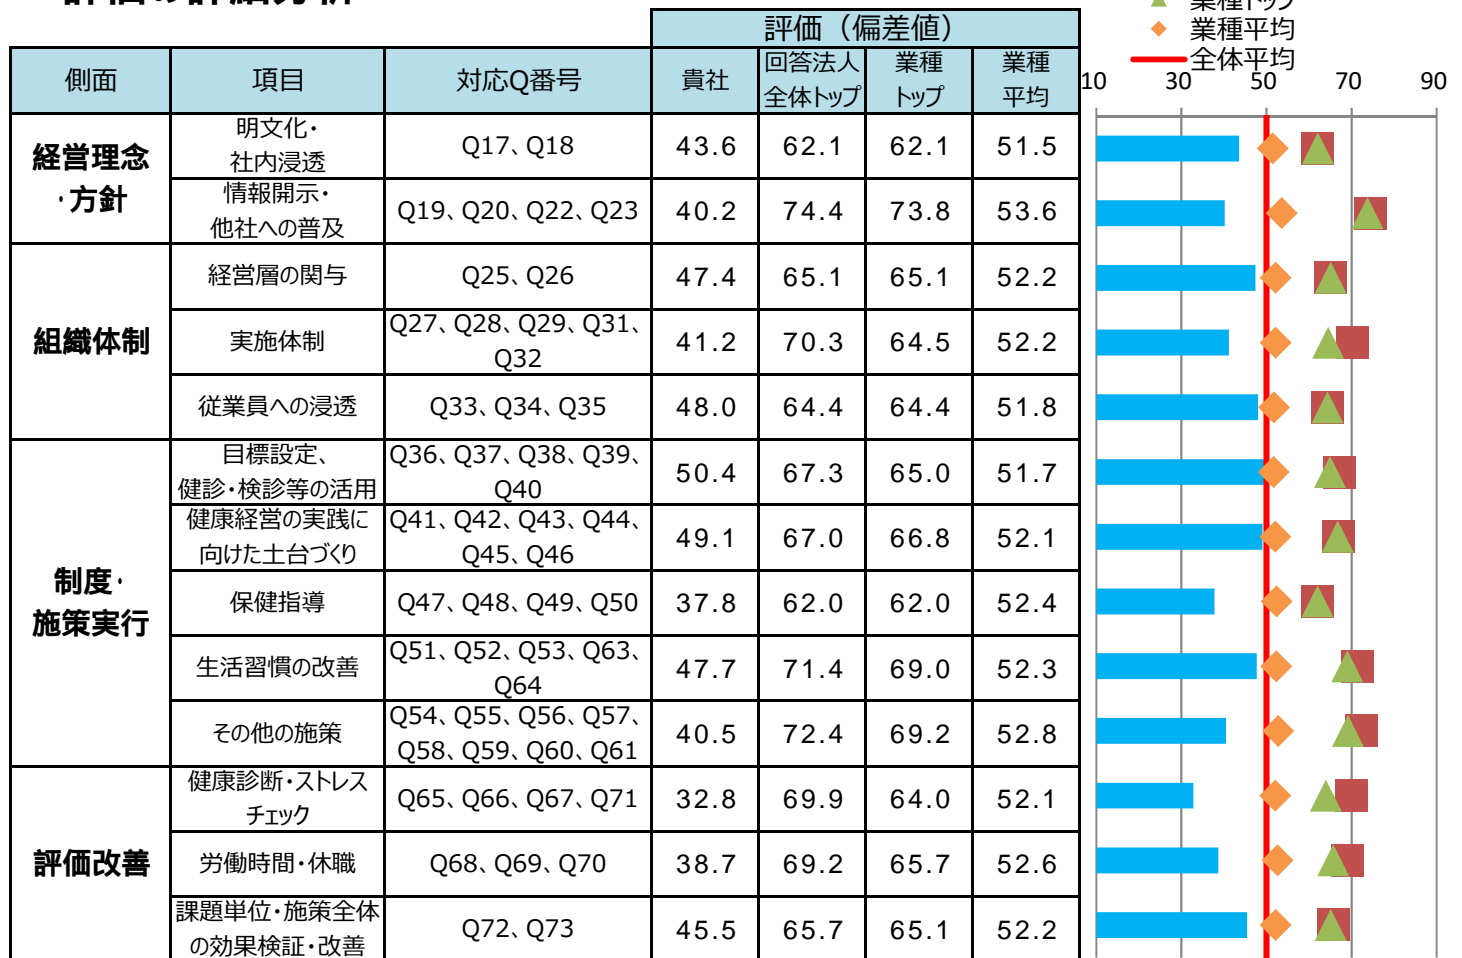 評価の詳細分析
業種トップ
業種平均
全体平均
評価（偏差値）
側面 項目 対応Q番号 貴社 回答法人 業種 業種
全体トップ トップ 平均
10 30 50 70 90
経営理念
・方針
明文化・
社内浸透
Q17、Q18 43.6 62.1 62.1 51.5
情報開示・
他社への普及
Q19、Q20、Q22、Q23 40.2 74.4 73.8 53.6
組織体制
経営層の関与 Q25、Q26 47.4 65.1 65.1 52.2
実施体制
Q27、Q28、Q29、Q31、
Q32
41.2 70.3 64.5 52.2
従業員への浸透 Q33、Q34、Q35 48.0 64.4 64.4 51.8
制度・
施策実行
目標設定、
健診・検診等の活用
Q36、Q37、Q38、Q39、
Q40
50.4 67.3 65.0 51.7
健康経営の実践に
向けた土台づくり
Q41、Q42、Q43、Q44、
Q45、Q46
49.1 67.0 66.8 52.1
保健指導 Q47、Q48、Q49、Q50 37.8 62.0 62.0 52.4
生活習慣の改善
Q51、Q52、Q53、Q63、
Q64
47.7 71.4 69.0 52.3
その他の施策
Q54、Q55、Q56、Q57、
Q58、Q59、Q60、Q61
40.5 72.4 69.2 52.8
評価改善
健康診断・ストレス
チェック
Q65、Q66、Q67、Q71 32.8 69.9 64.0 52.1
労働時間・休職 Q68、Q69、Q70 38.7 69.2 65.7 52.6
課題単位・施策全体
の効果検証・改善
Q72、Q73 45.5 65.7 65.1 52.2